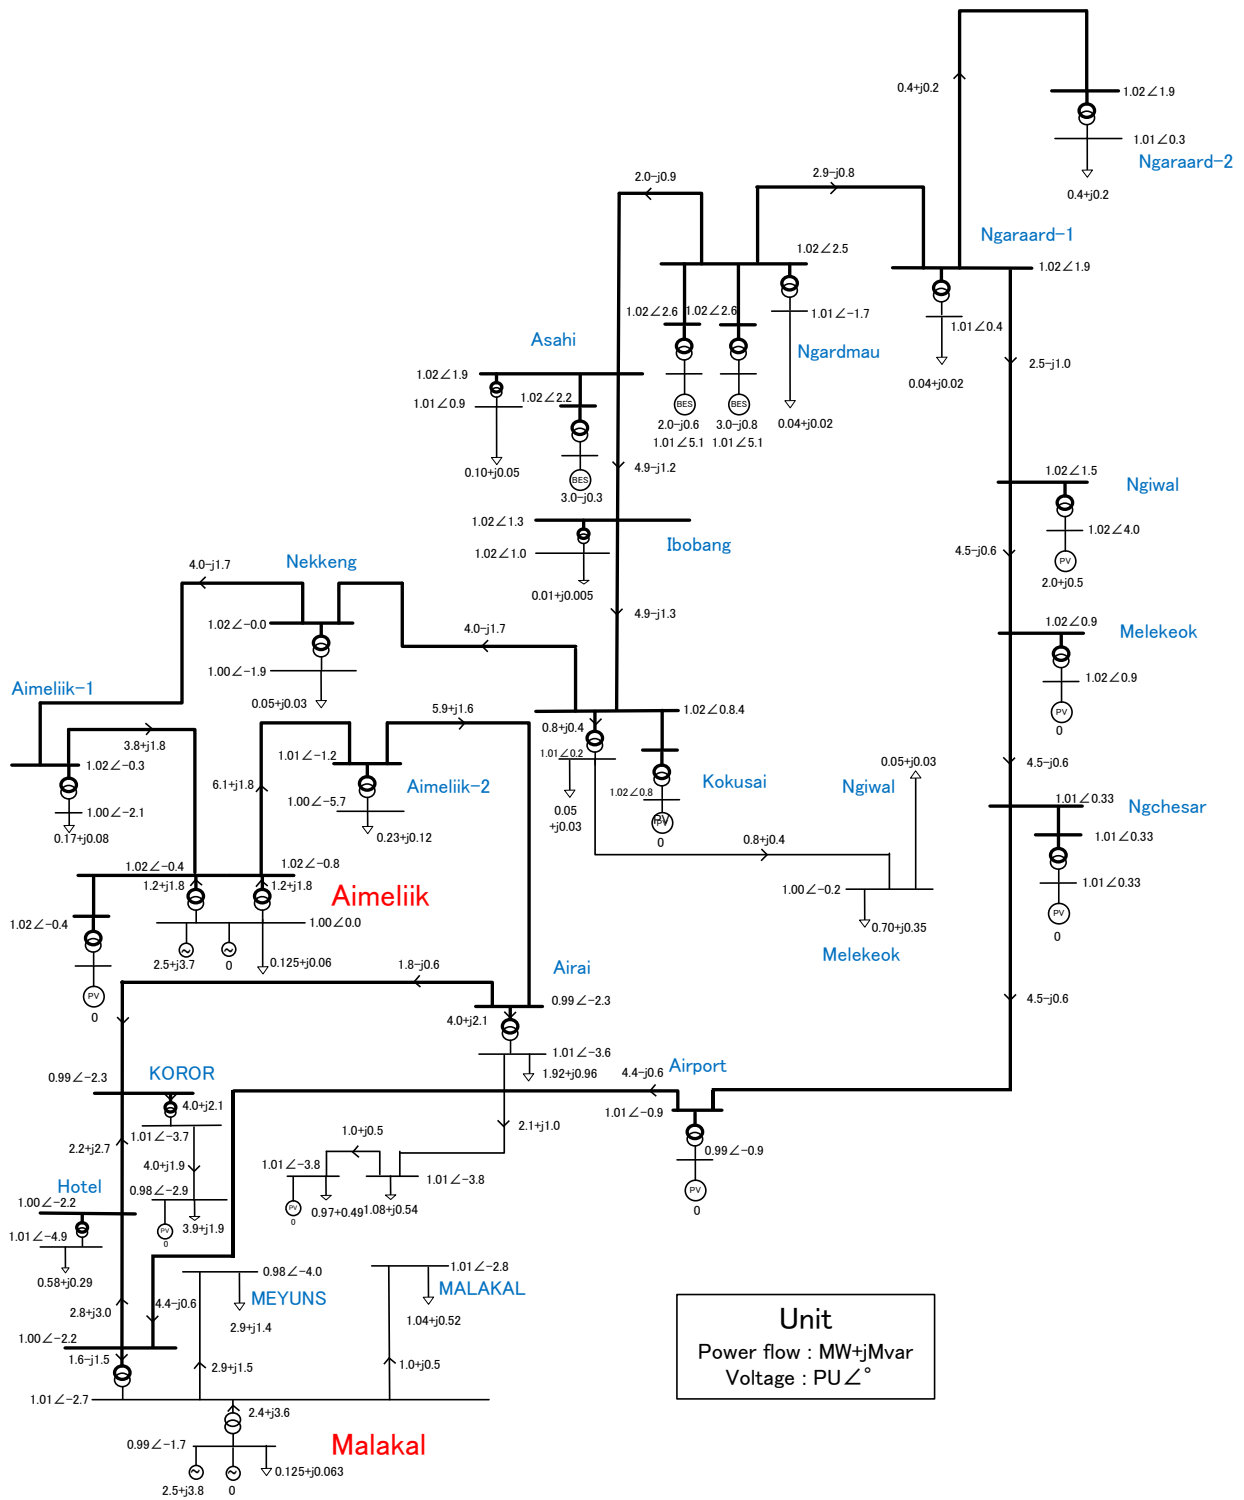 0.4+j0.2
1.02∠1.9
1.01∠0.3
Ngaraard-2
0.4+j0.2
2.0-j0.9
2.9-j0.8
Ngaraard-1
1.02∠2.5
1.02∠1.9
1.02∠2.6
1.02∠2.6
1.01∠-1.7
1.01∠0.4
Asahi
Ngardmau
2.5-j1.0
1.02∠1.9
0.04+j0.02
1.02∠2.2
1.01∠0.9
BES
BES
2.0-j0.6
3.0-j0.8
0.04+j0.02
1.01∠5.1
1.01∠5.1
0.10+j0.05
4.9-j1.2
1.02∠1.5
BES
Ngiwal
3.0-j0.3
1.02∠1.3
1.02∠4.0
Ibobang
1.02∠1.0
4.5-j0.6
Nekkeng
4.0-j1.7
PV
2.0+j0.5
0.01+j0.005
4.9-j1.3
1.02∠-0.0
1.02∠0.9
Melekeok
4.0-j1.7
1.00∠-1.9
1.02∠0.9
Aimeliik-1
0.05+j0.03
1.02∠0.8.4
PV
5.9+j1.6
0.8+j0.4
0
3.8+j1.8
1.01∠-1.2
1.01∠0.2
0.05+j0.03
4.5-j0.6
1.02∠-0.3
6.1+j1.8
Aimeliik-2
Kokusai
Ngiwal
1.02∠0.8
1.01∠0.33
1.00∠-5.7
Ngchesar
1.00∠-2.1
0.05
+j0.03
PV
0.17+j0.08
0.23+j0.12
0
0.8+j0.4
1.01∠0.33
1.02∠-0.4
1.02∠-0.8
1.2+j1.8
1.2+j1.8
Aimeliik
1.00∠-0.2
1.01∠0.33
1.02∠-0.4
1.00∠0.0
PV
0.70+j0.35
0
2.5+j3.7
0
0.125+j0.06
Melekeok
1.8-j0.6
Airai
PV
0
0.99∠-2.3
4.5-j0.6
4.0+j2.1
1.01∠-3.6
Airport
KOROR
0.99∠-2.3
1.92+j0.96
4.4-j0.6
4.0+j2.1
1.01∠-0.9
2.1+j1.0
1.01∠-3.7
2.2+j2.7
1.0+j0.5
0.99∠-0.9
4.0+j1.9
1.01∠-3.8
1.01∠-3.8
Hotel
0.98∠-2.9
PV
1.00∠-2.2
PV
0
0.97+0.49
1.08+j0.54
0
3.9+j1.9
PV
0
1.01∠-4.9
0.98∠-4.0
1.01∠-2.8
0.58+j0.29
MEYUNS
MALAKAL
4.4-j0.6
2.8+j3.0
2.9+j1.4
1.04+j0.52
1.00∠-2.2
1.6-j1.5
2.9+j1.5
1.0+j0.5
Unit
Power flow : MW+jMvar
Voltage : PU∠°
1.01∠-2.7
2.4+j3.6
0.99∠-1.7
Malakal
0.125+j0.063
2.5+j3.8
0